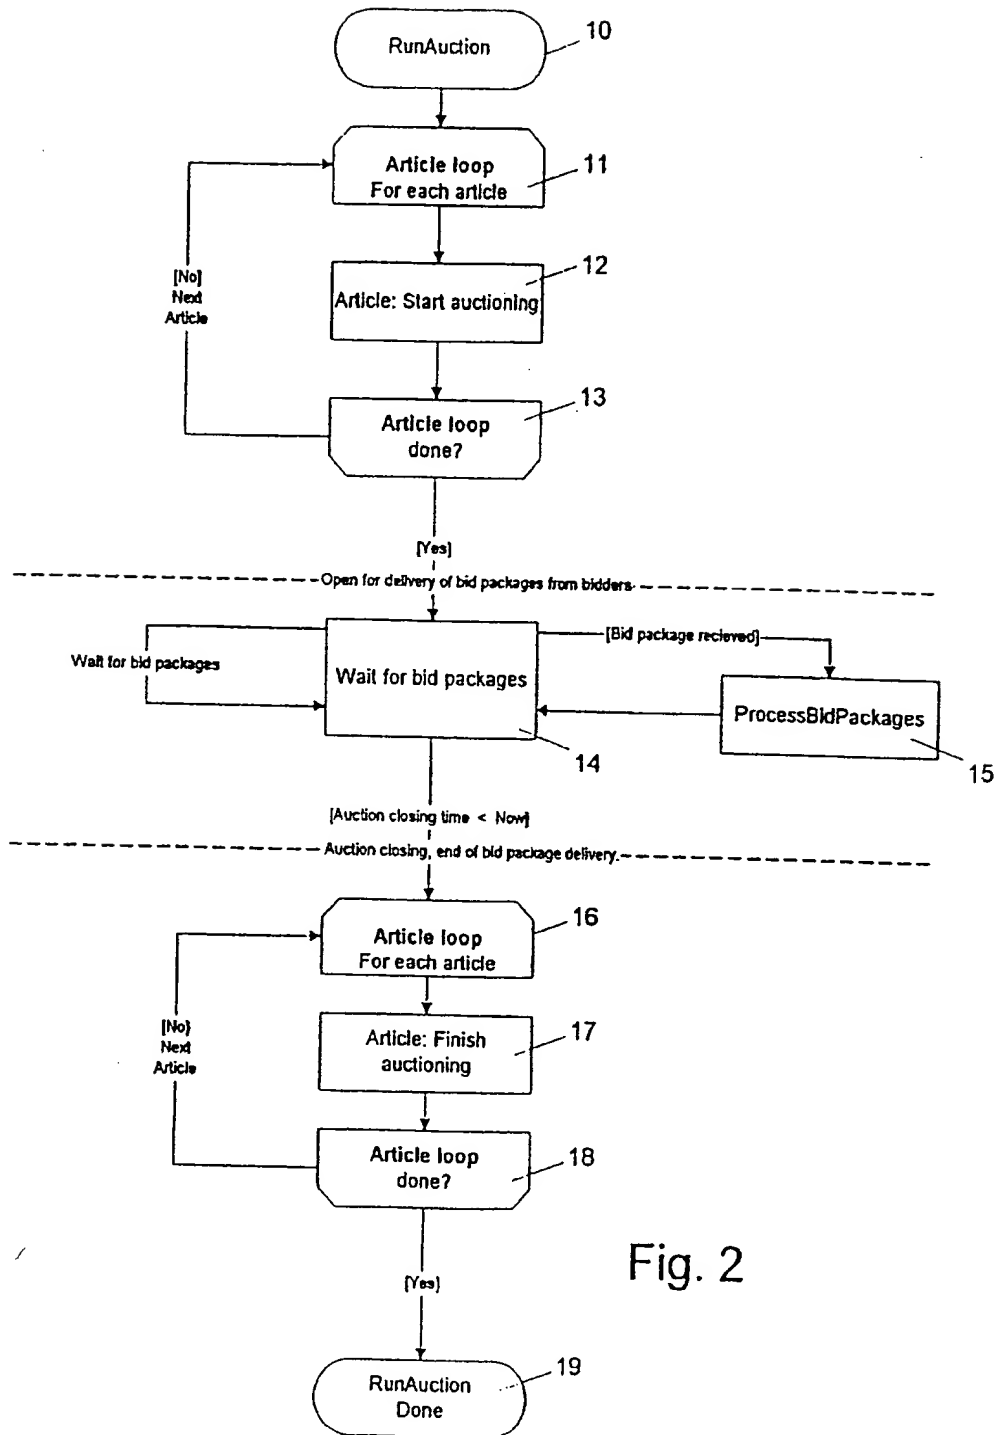 RunAuction
10
Article loop
For each article
11
[No]
Next
Article
12
Article: Start auctioning
13
Article loop
done?
[Yes]
Open for delivery of bid packages from bidders
Wait for bid packages
Wait for bid packages
14
[Bid package recieved]
ProcessBidPackages
15
[Auction closing time < Now]
Auction closing, end of bid package delivery.
16
Article loop
For each article
[No]
Next
Article
Article: Finish
auctioning
17
Article loop
done?
18
[Yes]
Fig. 2
RunAuction
Done
19